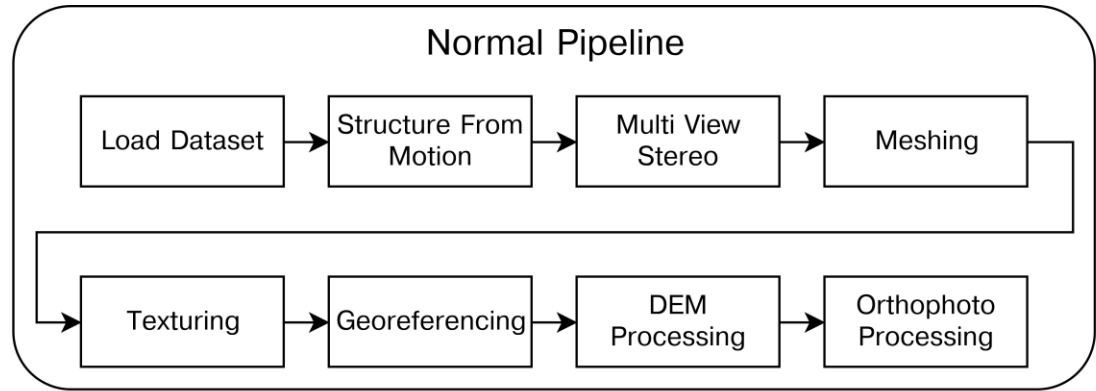 Normal Pipeline
Load Dataset
Structure From
Motion
Multi View
Stereo
Meshing
Texturing
Georeferencing
DEM
Processing
Orthophoto
Processing